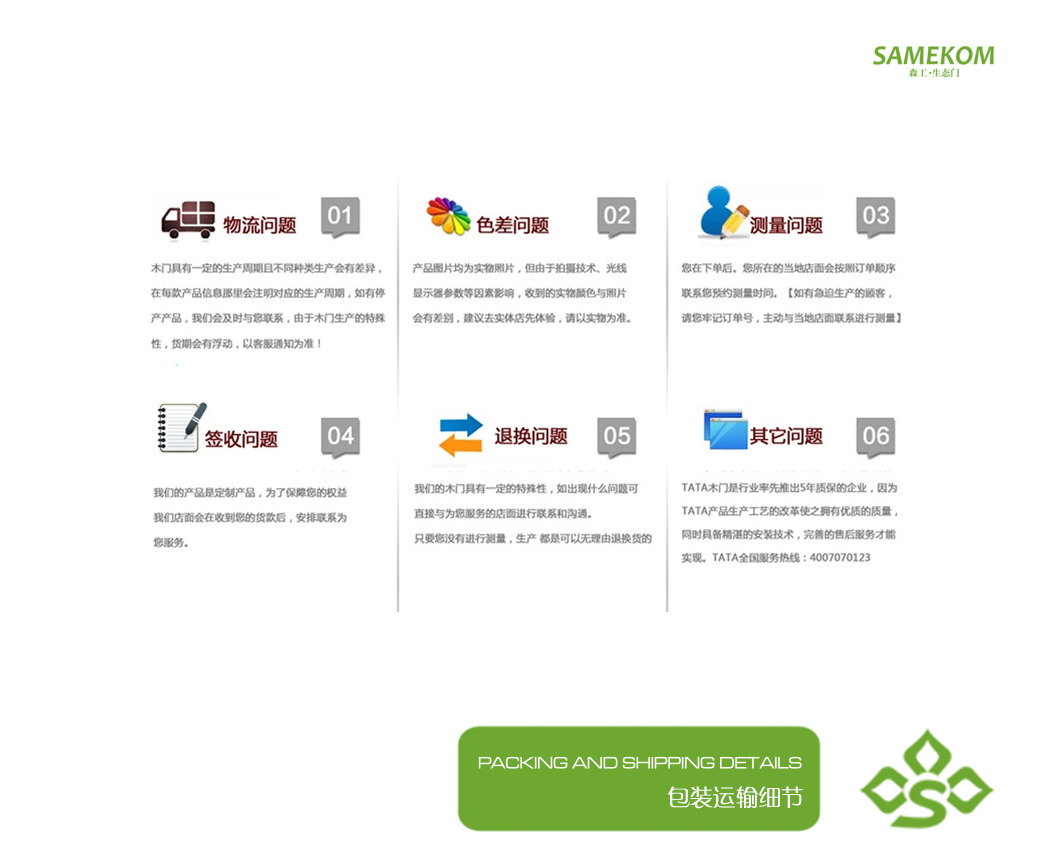 SAMEKOM
森工·生态门
物流问题
01
木门具有一定的生产周期且不同种类生产会有差异，
在每款产品信息那里会注明对应的生产周期，如有停
产产品，我们会及时与您联系，由于木门生产的特殊
性，货期会有浮动，以客服通知为准！
色差问题
02
产品图片均为实物照片，但由于拍摄技术、光线
显示器参数等因素影响，收到的实物颜色与照片
会有差别，建议去实体店先体验，请以实物为准。
测量问题
03
您在下单后。您所在的当地店面会按照订单顺序
联系您预约测量时间。【如有急迫生产的顾客，
请您牢记订单号，主动与当地店面联系进行测量】
签收问题
04
我们的产品是定制产品，为了保障您的权益
我们店面会在收到您的货款后，安排联系为
您服务。
退换问题
05
我们的木门具有一定的特殊性，如出现什么问题可
直接与为您服务的店面进行联系和沟通。
只要您没有进行测量，生产 都是可以无理由退换货的
其它问题
06
TATA木门是行业率先推出5年质保的企业，因为
TATA产品生产工艺的改革使之拥有优质的质量，
同时具备精湛的安装技术，完善的售后服务才能
实现。TATA全国服务热线：4007070123
PACKING AND SHIPPING DETAILS
包装运输细节
S